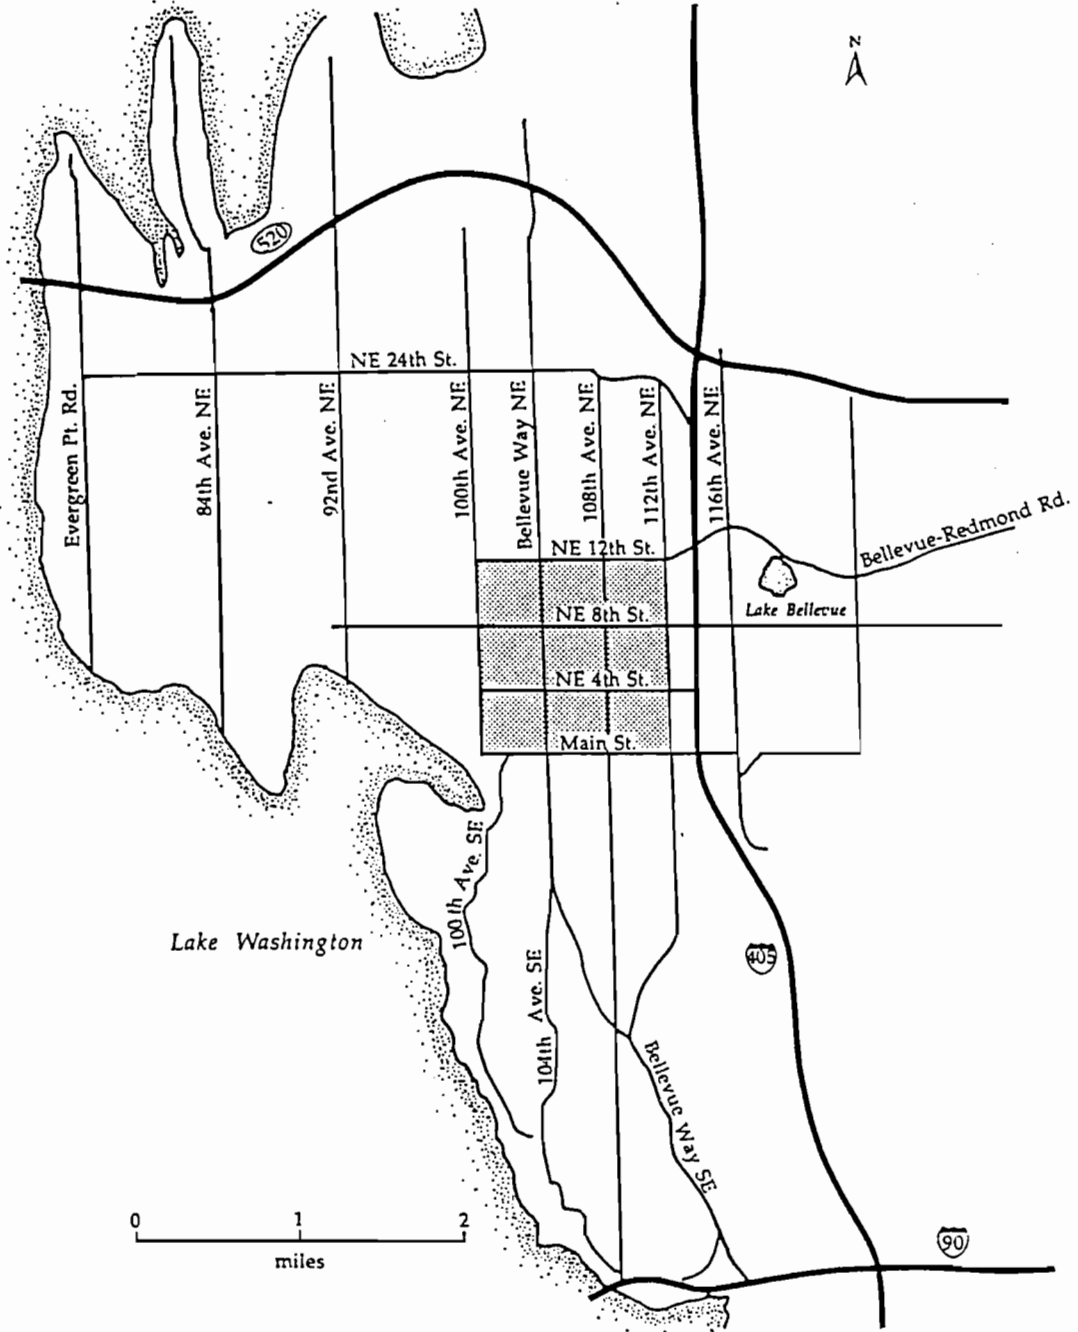 N
520
NE 24th St.
Evergreen Pt. Rd.
84th Ave. NE
92nd Ave. NE
100th Ave. NE
Bellevue Way NE
108th Ave. NE
112th Ave. NE
116th Ave. NE
Bellevue-Redmond Rd.
NE 12th St.
Lake Bellevue
NE 8th St.
NE 4th St.
Main St.
100th Ave. SE
Lake Washington
104th Ave. SE
405
Bellevue Way SE
0 1 2
miles
90